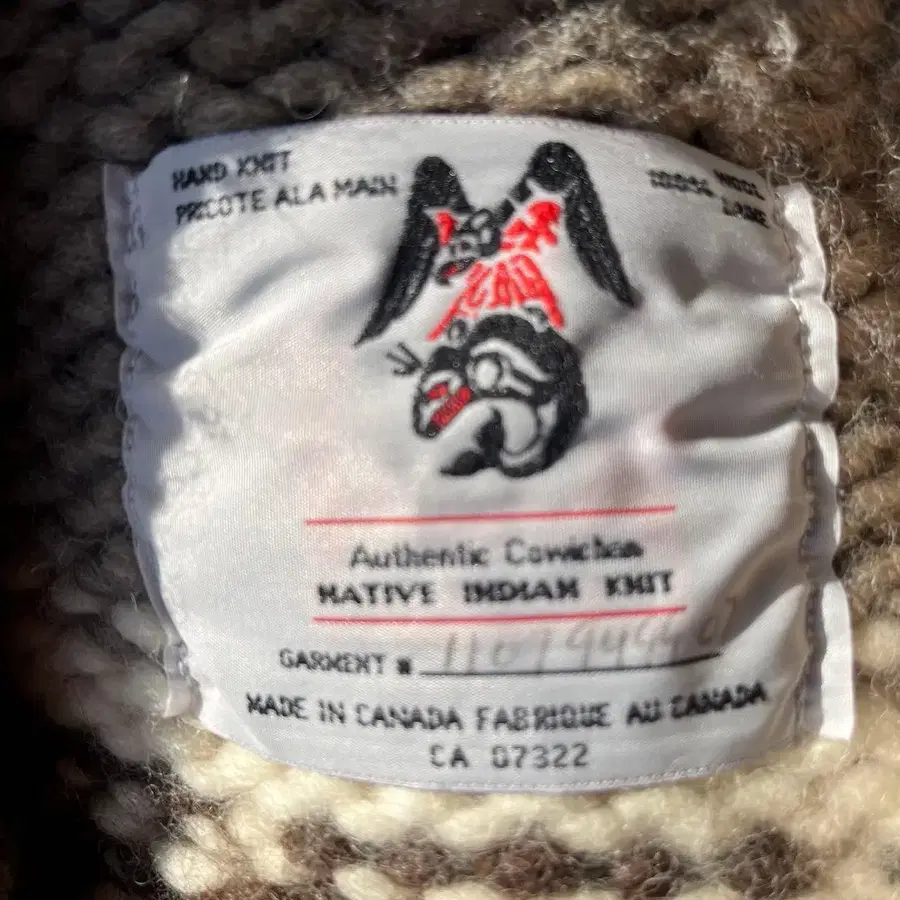 HAND KNIT
PRICOTE ALA MAIN
100% WOOL
LAINE
Authentic Cowichan
NATIVE INDIAN KNIT
GARMENT #
MADE IN CANADA FABRIQUE AU CANADA
CA 07322